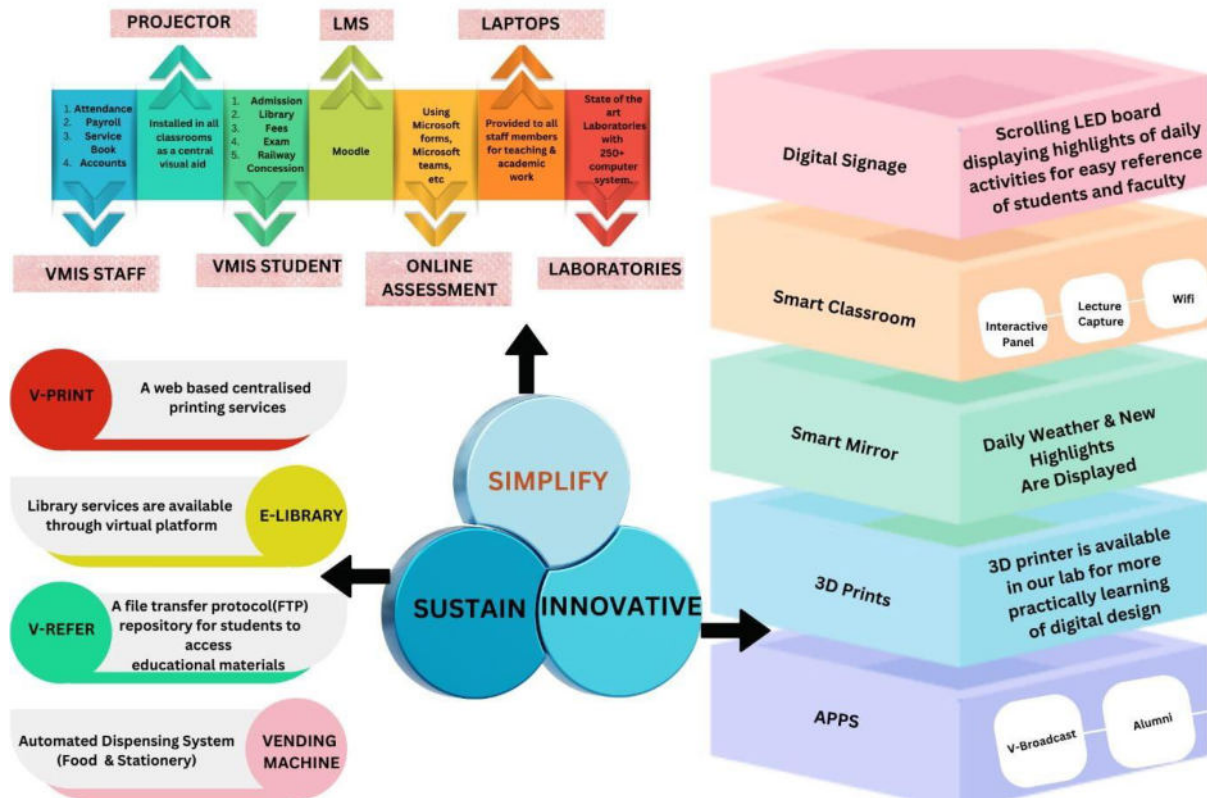 PROJECTOR
LMS
LAPTOPS
1. Attendance
2. Payroll
3. Service
Book
4. Accounts
Installed in all
classrooms
as a central
visual aid
1. Admission
2. Library
3. Fees
4. Exam
5. Railway
Concession
Moodle
Using
Microsoft
forms,
Microsoft
teams,
etc
Provided to all
staff members
for teaching &
academic
work
State of the
art
Laboratories
with
250+
computer
system.
VMIS STAFF
VMIS STUDENT
ONLINE
ASSESSMENT
LABORATORIES
V-PRINT
A web based centralised
printing services
Library services are available
through virtual platform
E-LIBRARY
V-REFER
A file transfer protocol(FTP)
repository for students to
access
educational materials
Automated Dispensing System
(Food & Stationery)
VENDING
MACHINE
SIMPLIFY
SUSTAIN
INNOVATIVE
Digital Signage
Scrolling LED board
displaying highlights of daily
activities for easy reference
of students and faculty
Smart Classroom
Interactive
Panel
Lecture
Capture
Wifi
Smart Mirror
Daily Weather & New
Highlights
Are Displayed
3D Prints
3D printer is available
in our lab for more
practically learning
of digital design
APPS
V-Broadcast
Alumni